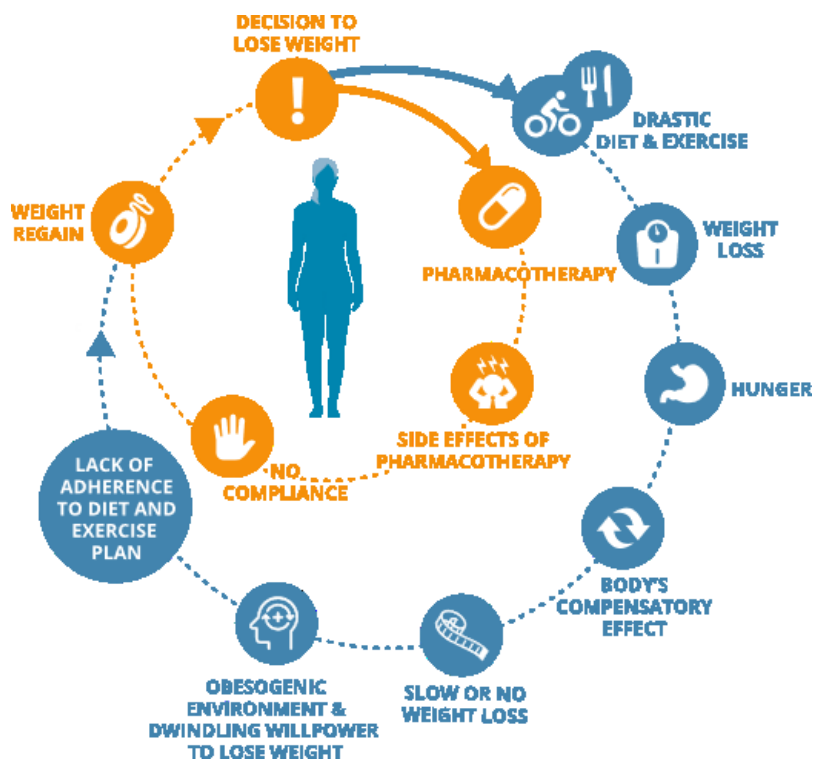 DECISION TO
LOSE WEIGHT
DRASTIC
DIET & EXERCISE
WEIGHT
LOSS
HUNGER
BODY'S
COMPENSATORY
EFFECT
SLOW OR NO
WEIGHT LOSS
OBESOGENIC
ENVIRONMENT &
DWINDLING WILLPOWER
TO LOSE WEIGHT
LACK OF
ADHERENCE
TO DIET AND
EXERCISE
PLAN
WEIGHT
REGAIN
PHARMACOTHERAPY
SIDE EFFECTS OF
PHARMACOTHERAPY
NO
COMPLIANCE